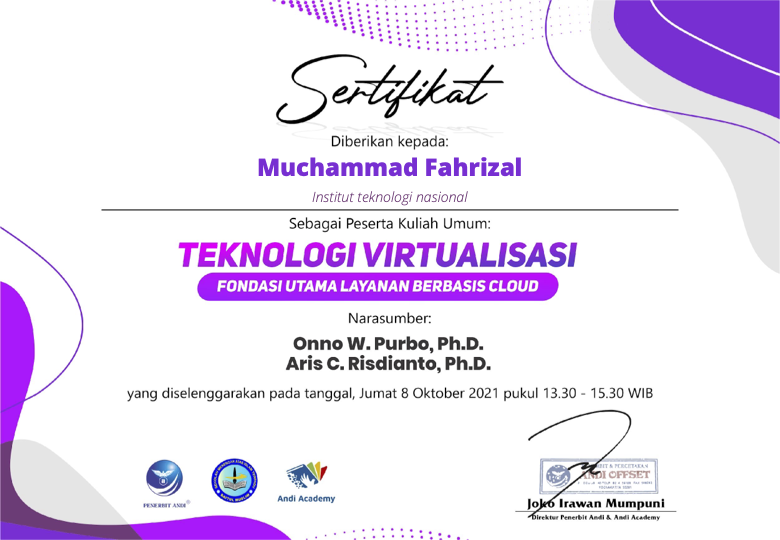 Sertifikat
Diberikan kepada:
Muchammad Fahrizal
Institut teknologi nasional
Sebagai Peserta Kuliah Umum:
TEKNOLOGI VIRTUALISASI
FONDASI UTAMA LAYANAN BERBASIS CLOUD
Narasumber:
Onno W. Purbo, Ph.D.
Aris C. Risdianto, Ph.D.
yang diselenggarakan pada tanggal, Jumat 8 Oktober 2021 pukul 13.30 - 15.30 WIB
PENERBIT ANDI®
Andi Academy
& PERCETAKAN
ANDI OFFSET
Joko Irawan Mumpuni
Direktur Penerbit Andi & Andi Academy